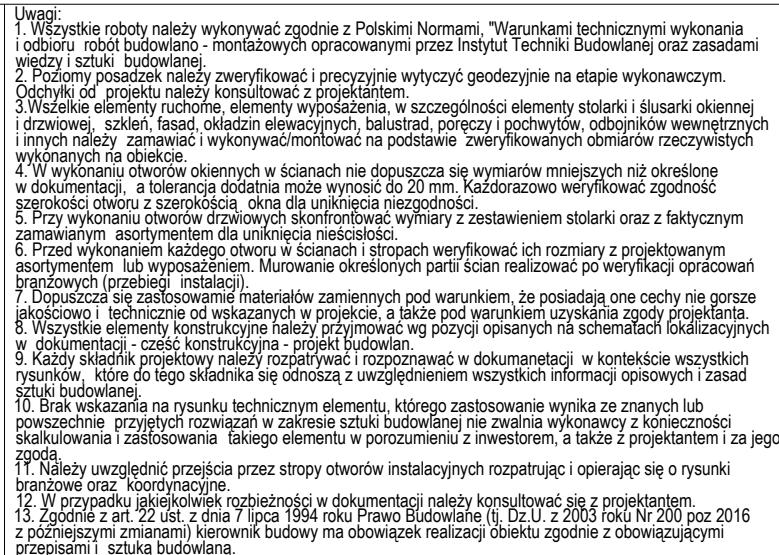 Uwagi:
1. Wszystkie roboty należy wykonywać zgodnie z Polskimi Normami, "Warunkami technicznymi wykonania
i odbioru robót budowlano - montażowych opracowanymi przez Instytut Techniki Budowlanej oraz zasadami
wiedzy i sztuki budowlanej.
2. Poziomy posadzek należy zweryfikować i precyzyjnie wytyczyć geodezyjnie na etapie wykonawczym.
Odchyłki od projektu należy konsultować z projektantem.
3.Wszelkie elementy ruchome, elementy wyposażenia, w szczególności elementy stolarki i ślusarki okiennej
i drzwiowej, szkleń, fasad, okładzin elewacyjnych, balustrad, poręczy i pochwytów, odbojników wewnętrznych
i innych należy zamawiać i wykonywać/montować na podstawie zweryfikowanych obmiarów rzeczywistych
wykonanych na obiekcie.
4. W wykonaniu otworów okiennych w ścianach nie dopuszcza się wymiarów mniejszych niż określone
w dokumentacji, a tolerancja dodatnia może wynosić do 20 mm. Każdorazowo weryfikować zgodność
szerokości otworu z szerokością okna dla uniknięcia niezgodności.
5. Przy wykonaniu otworów drzwiowych skonfrontować wymiary z zestawieniem stolarki oraz z faktycznym
zamawianym asortymentem dla uniknięcia nieścisłości.
6. Przed wykonaniem każdego otworu w ścianach i stropach weryfikować ich rozmiary z projektowanym
asortymentem lub wyposażeniem. Murowanie określonych partii ścian realizować po weryfikacji opracowań
branżowych (przebiegi instalacji).
7. Dopuszcza się zastosowamie materiałów zamiennych pod warunkiem, że posiadają one cechy nie gorsze
jakościowo i technicznie od wskazanych w projekcie, a także pod warunkiem uzyskania zgody projektanta.
8. Wszystkie elementy konstrukcyjne należy przyjmować wg pozycji opisanych na schematach lokalizacyjnych
w dokumentacji - cześć konstrukcyjna - projekt budowlan.
9. Każdy składnik projektowy należy rozpatrywać i rozpoznawać w dokumanetacji w kontekście wszystkich
rysunków, które do tego składnika się odnoszą z uwzględnieniem wszystkich informacji opisowych i zasad
sztuki budowlanej.
10. Brak wskazania na rysunku technicznym elementu, którego zastosowanie wynika ze znanych lub
powszechnie przyjętych rozwiązań w zakresie sztuki budowlanej nie zwalnia wykonawcy z konieczności
skalkulowania i zastosowania takiego elementu w porozumieniu z inwestorem, a także z projektantem i za jego
zgodą.
11. Należy uwzględnić przejścia przez stropy otworów instalacyjnych rozpatrując i opierając się o rysunki
branżowe oraz koordynacyjne.
12. W przypadku jakiejkolwiek rozbieżności w dokumentacji należy konsultować się z projektantem.
13. Zgodnie z art. 22 ust. z dnia 7 lipca 1994 roku Prawo Budowlane (tj. Dz.U. z 2003 roku Nr 200 poz 2016
z późniejszymi zmianami) kierownik budowy ma obowiązek realizacji obiektu zgodnie z obowiązującymi
przepisami i sztuką budowlaną.